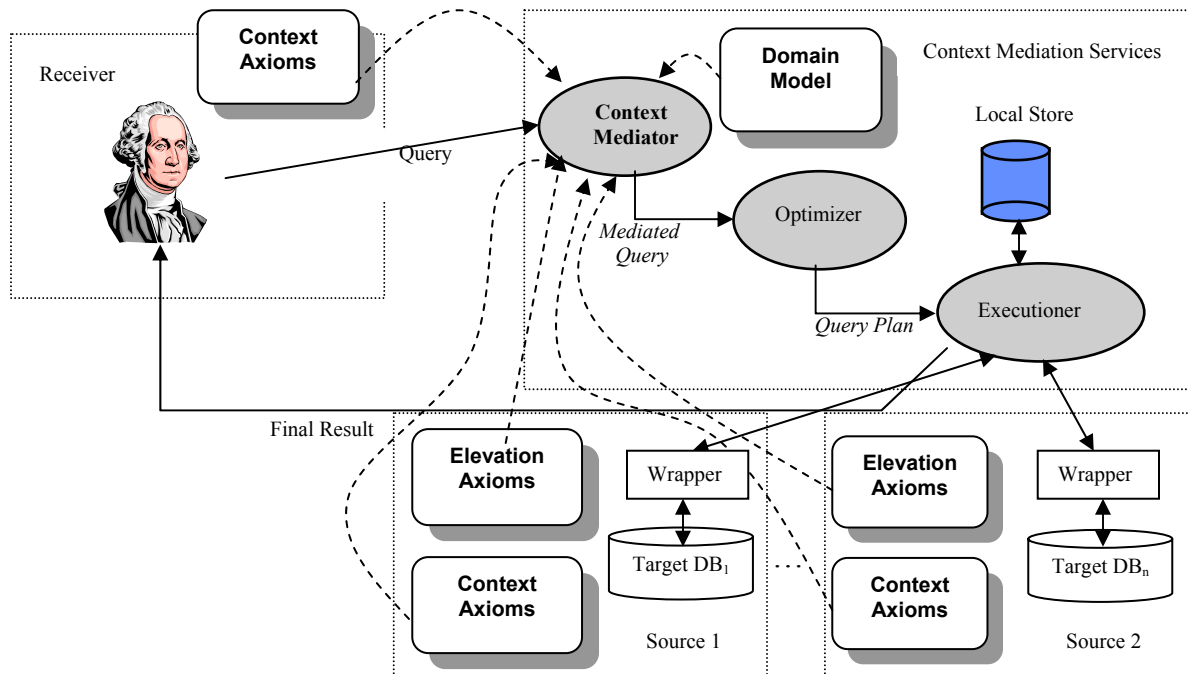 Context
Axioms
Receiver
Domain
Model
Context Mediation Services
Context
Mediator
Local Store
Query
Optimizer
Mediated
Query
Query Plan
Executioner
Final Result
Elevation
Axioms
Wrapper
Elevation
Axioms
Wrapper
Target DB₁
....
Target DBₙ
Context
Axioms
Context
Axioms
Source 1
Source 2